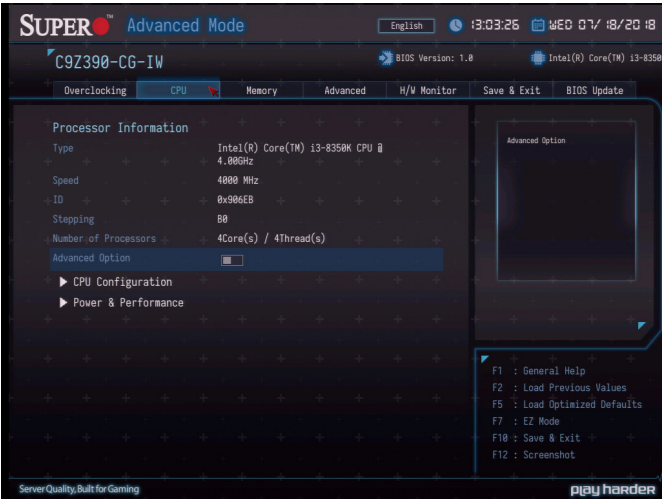 SUPER™ Advanced Mode
English
13:03:26
WED 07/18/2018
C9Z390-CG-IW
BIOS Version: 1.0
Intel(R) Core(TM) i3-8350
Overclocking CPU Memory Advanced H/W Monitor Save & Exit BIOS Update
Processor Information
Type Intel(R) Core(TM) i3-8350K CPU @
4.00GHz
Speed 4000 MHz
ID 0x906EB
Stepping B0
Number of Processors 4Core(s) / 4Thread(s)
Advanced Option
▶ CPU Configuration
▶ Power & Performance
Advanced Option
F1 : General Help
F2 : Load Previous Values
F5 : Load Optimized Defaults
F7 : EZ Mode
F10 : Save & Exit
F12 : Screenshot
Server Quality, Built for Gaming
play harder